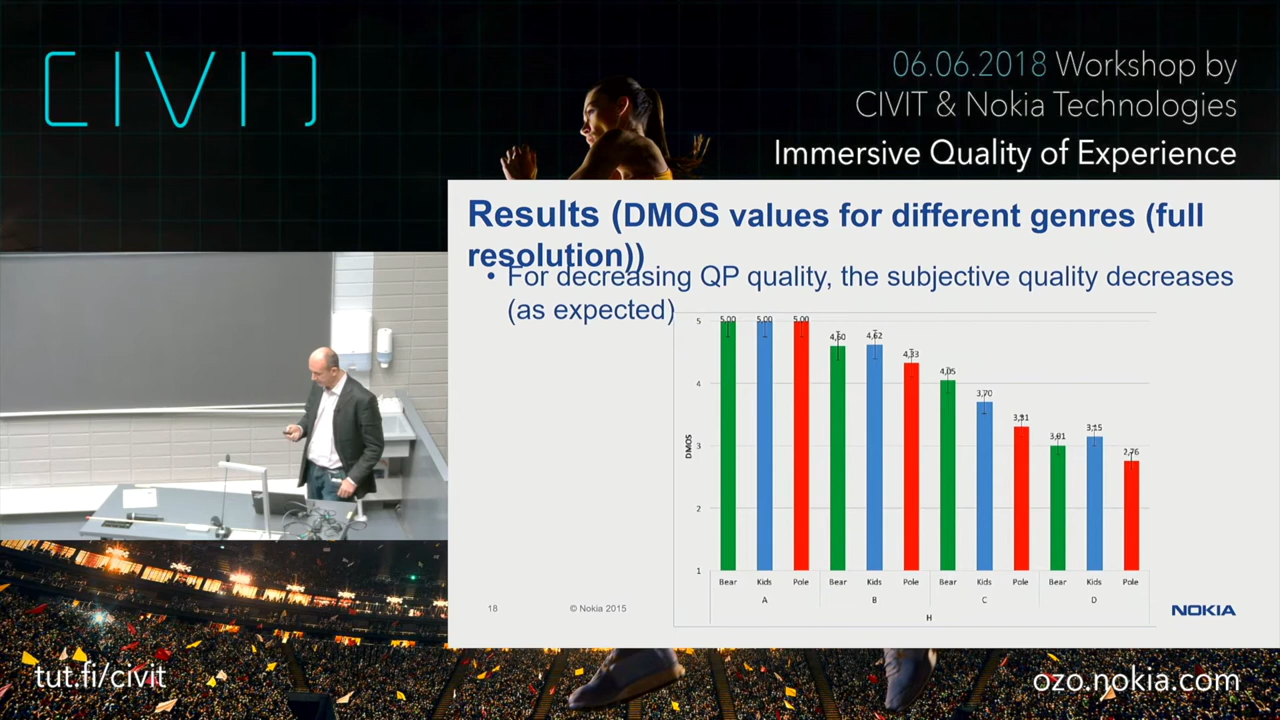 CIVIT
06.06.2018 Workshop by
CIVIT & Nokia Technologies
Immersive Quality of Experience
Results (DMOS values for different genres (full
resolution))
• For decreasing QP quality, the subjective quality decreases
(as expected)
5
4
3
2
1
DMOS
5,00 5,00 5,00 4,60 4,62 4,33 4,05 3,70 3,31 3,01 3,15 2,76
Bear Kids Pole Bear Kids Pole Bear Kids Pole Bear Kids Pole
A B C D
H
18 © Nokia 2015
NOKIA
tut.fi/civit
ozo.nokia.com